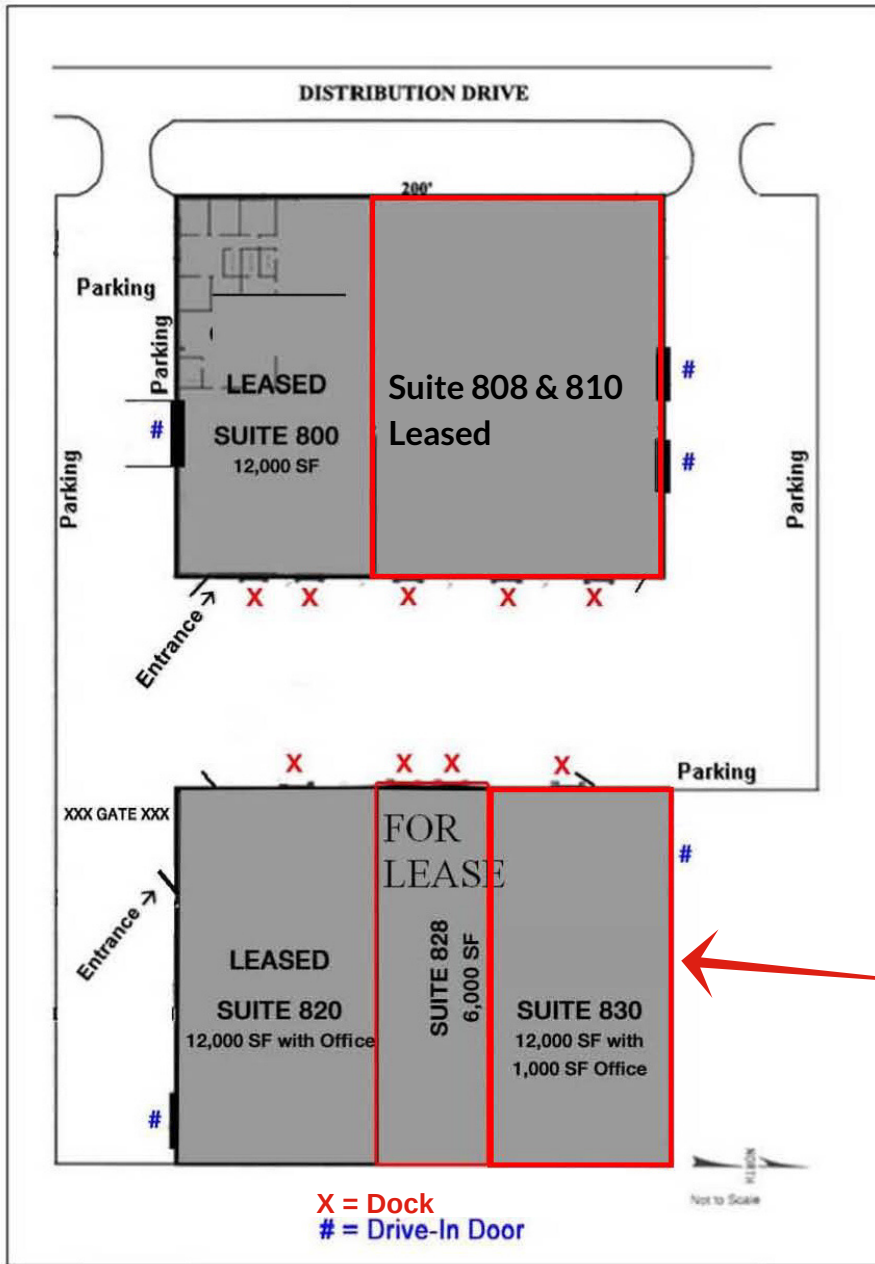 DISTRIBUTION DRIVE
200'
Parking
Parking
Parking
#
LEASED
SUITE 800
12,000 SF
Suite 808 & 810
Leased
#
#
Parking
Entrance
X X X X X
X X X X
Parking
XXX GATE XXX
Entrance
FOR
LEASE
#
LEASED
SUITE 820
12,000 SF with Office
SUITE 828
6,000 SF
SUITE 830
12,000 SF with
1,000 SF Office
#
NORTH
Not to Scale
X = Dock
# = Drive-In Door